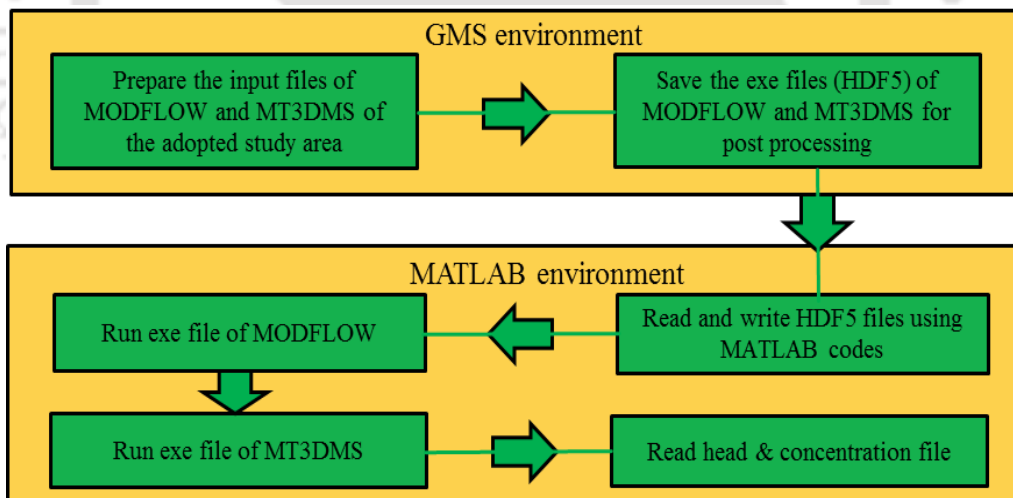 GMS environment
Prepare the input files of
MODFLOW and MT3DMS of
the adopted study area
Save the exe files (HDF5) of
MODFLOW and MT3DMS for
post processing
MATLAB environment
Run exe file of MODFLOW
Read and write HDF5 files using
MATLAB codes
Run exe file of MT3DMS
Read head & concentration file